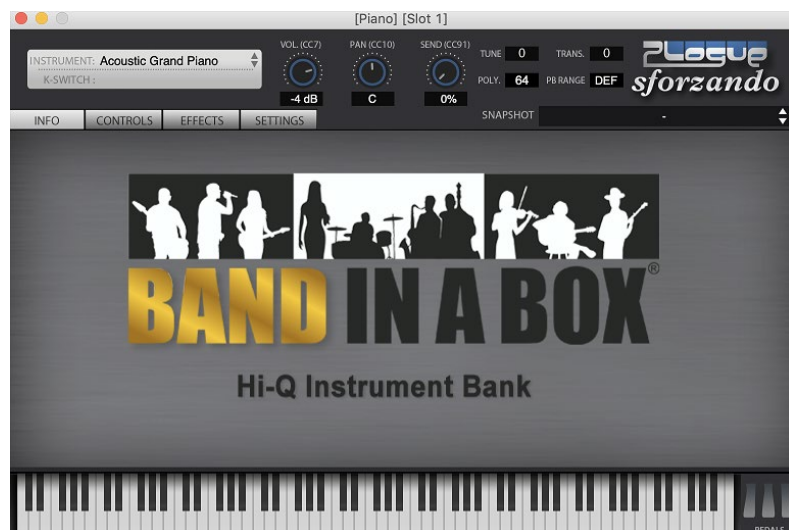 [Piano] [Slot 1]
INSTRUMENT: Acoustic Grand Piano
K-SWITCH :
VOL. (CC7)
-4 dB
PAN (CC10)
C
SEND (CC91)
0%
TUNE 0 TRANS. 0
POLY. 64 PB RANGE DEF
Plogue
sforzando
INFO CONTROLS EFFECTS SETTINGS
SNAPSHOT -
BAND IN A BOX®
Hi-Q Instrument Bank
PEDALS